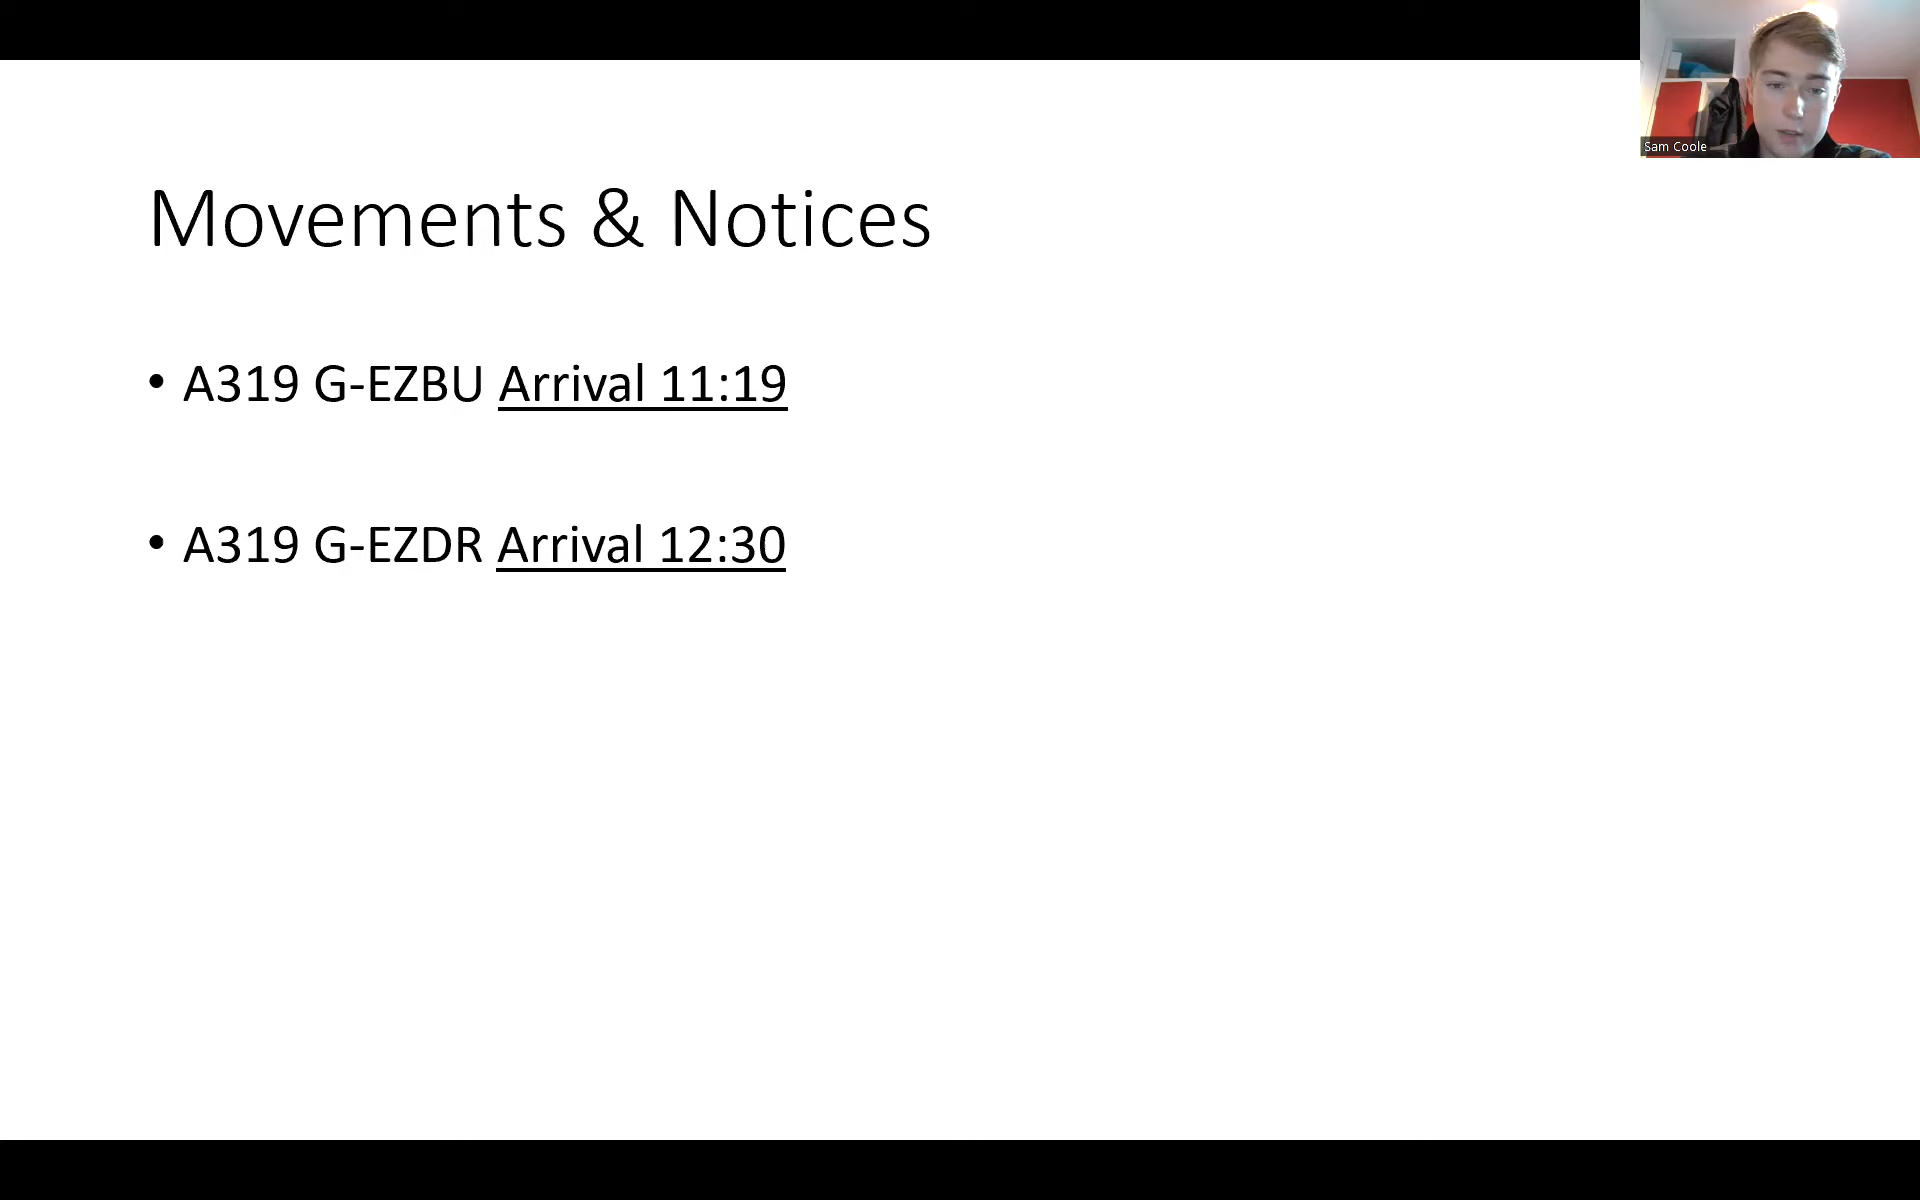 Sam Coole
Movements & Notices
• A319 G-EZBU Arrival 11:19
• A319 G-EZDR Arrival 12:30